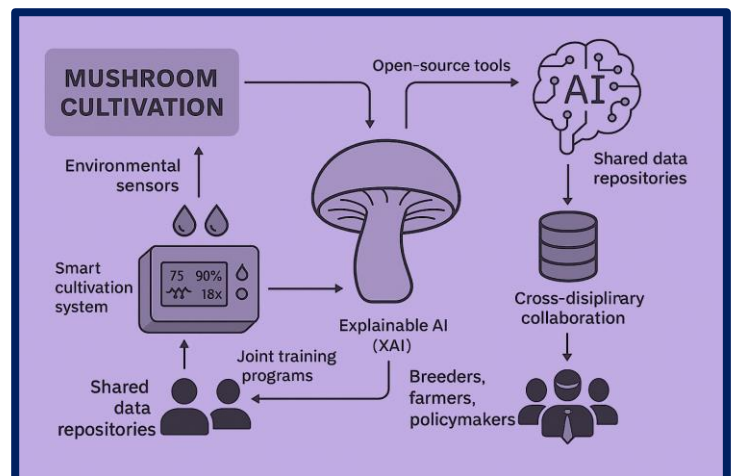 MUSHROOM
CULTIVATION
Open-source tools
AI
Environmental
sensors
Shared data
repositories
Smart
cultivation
system
75 90%
18x
Cross-disiplirary
collaboration
Explainable AI
(XAI)
Joint training
programs
Shared
data
repositories
Breeders,
farmers,
policymakers